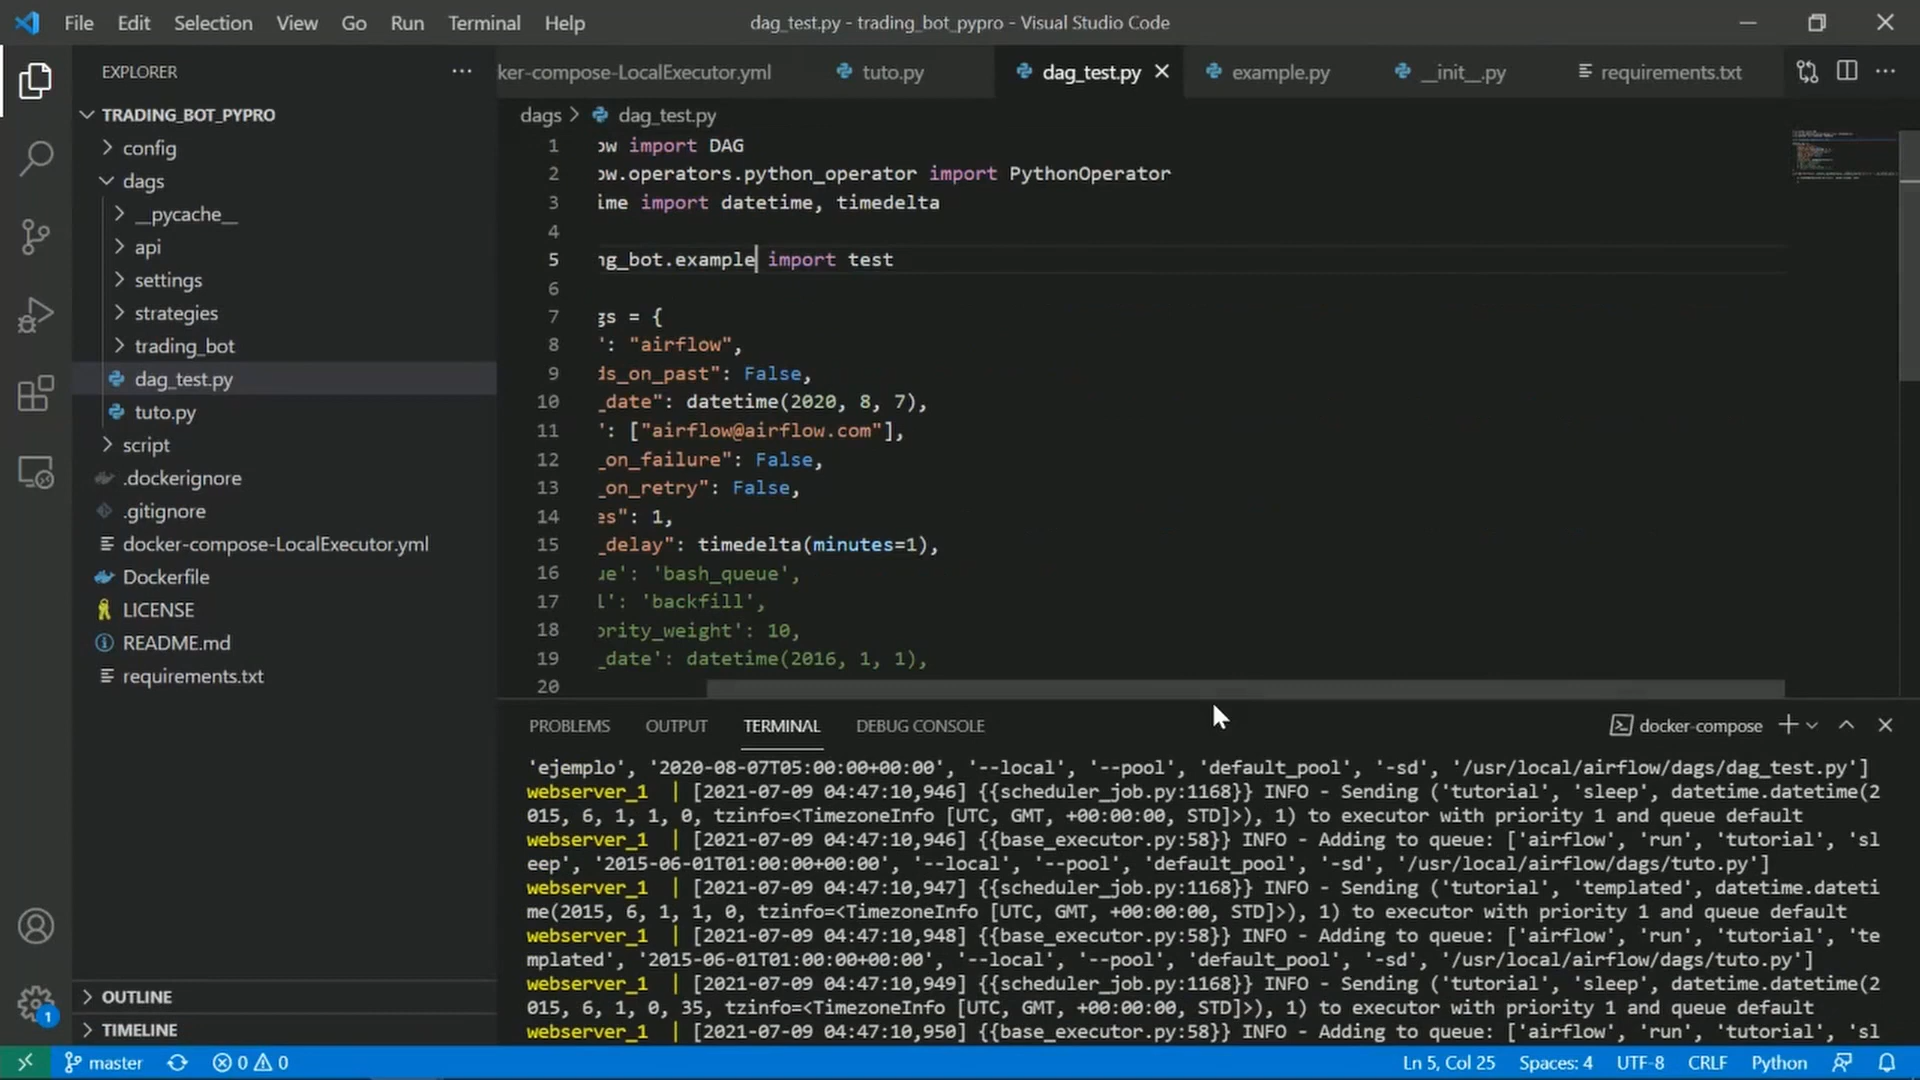 File Edit Selection View Go Run Terminal Help dag_test.py - trading_bot_pypro - Visual Studio Code
EXPLORER
TRADING_BOT_PYPRO
config
dags
__pycache__
api
settings
strategies
trading_bot
dag_test.py
tuto.py
script
.dockerignore
.gitignore
docker-compose-LocalExecutor.yml
Dockerfile
LICENSE
README.md
requirements.txt
OUTLINE
TIMELINE
ker-compose-LocalExecutor.yml tuto.py dag_test.py example.py __init__.py requirements.txt
dags > dag_test.py
1 ow import DAG
2 ow.operators.python_operator import PythonOperator
3 ime import datetime, timedelta
4
5 ng_bot.example import test
6
7 gs = {
8 ': "airflow",
9 ds_on_past": False,
10 _date": datetime(2020, 8, 7),
11 ': ["airflow@airflow.com"],
12 _on_failure": False,
13 _on_retry": False,
14 es": 1,
15 _delay": timedelta(minutes=1),
16 ue': 'bash_queue',
17 l': 'backfill',
18 ority_weight': 10,
19 _date': datetime(2016, 1, 1),
20
PROBLEMS OUTPUT TERMINAL DEBUG CONSOLE docker-compose
'ejemplo', '2020-08-07T05:00:00+00:00', '--local', '--pool', 'default_pool', '-sd', '/usr/local/airflow/dags/dag_test.py']
webserver_1 | [2021-07-09 04:47:10,946] {{scheduler_job.py:1168}} INFO - Sending ('tutorial', 'sleep', datetime.datetime(2
015, 6, 1, 1, 0, tzinfo=<TimezoneInfo [UTC, GMT, +00:00:00, STD]>), 1) to executor with priority 1 and queue default
webserver_1 | [2021-07-09 04:47:10,946] {{base_executor.py:58}} INFO - Adding to queue: ['airflow', 'run', 'tutorial', 'sl
eep', '2015-06-01T01:00:00+00:00', '--local', '--pool', 'default_pool', '-sd', '/usr/local/airflow/dags/tuto.py']
webserver_1 | [2021-07-09 04:47:10,947] {{scheduler_job.py:1168}} INFO - Sending ('tutorial', 'templated', datetime.dateti
me(2015, 6, 1, 1, 0, tzinfo=<TimezoneInfo [UTC, GMT, +00:00:00, STD]>), 1) to executor with priority 1 and queue default
webserver_1 | [2021-07-09 04:47:10,948] {{base_executor.py:58}} INFO - Adding to queue: ['airflow', 'run', 'tutorial', 'te
mplated', '2015-06-01T01:00:00+00:00', '--local', '--pool', 'default_pool', '-sd', '/usr/local/airflow/dags/tuto.py']
webserver_1 | [2021-07-09 04:47:10,949] {{scheduler_job.py:1168}} INFO - Sending ('tutorial', 'sleep', datetime.datetime(2
015, 6, 1, 0, 35, tzinfo=<TimezoneInfo [UTC, GMT, +00:00:00, STD]>), 1) to executor with priority 1 and queue default
webserver_1 | [2021-07-09 04:47:10,950] {{base_executor.py:58}} INFO - Adding to queue: ['airflow', 'run', 'tutorial', 'sl
1
master 0 0 Ln 5, Col 25 Spaces: 4 UTF-8 CRLF Python